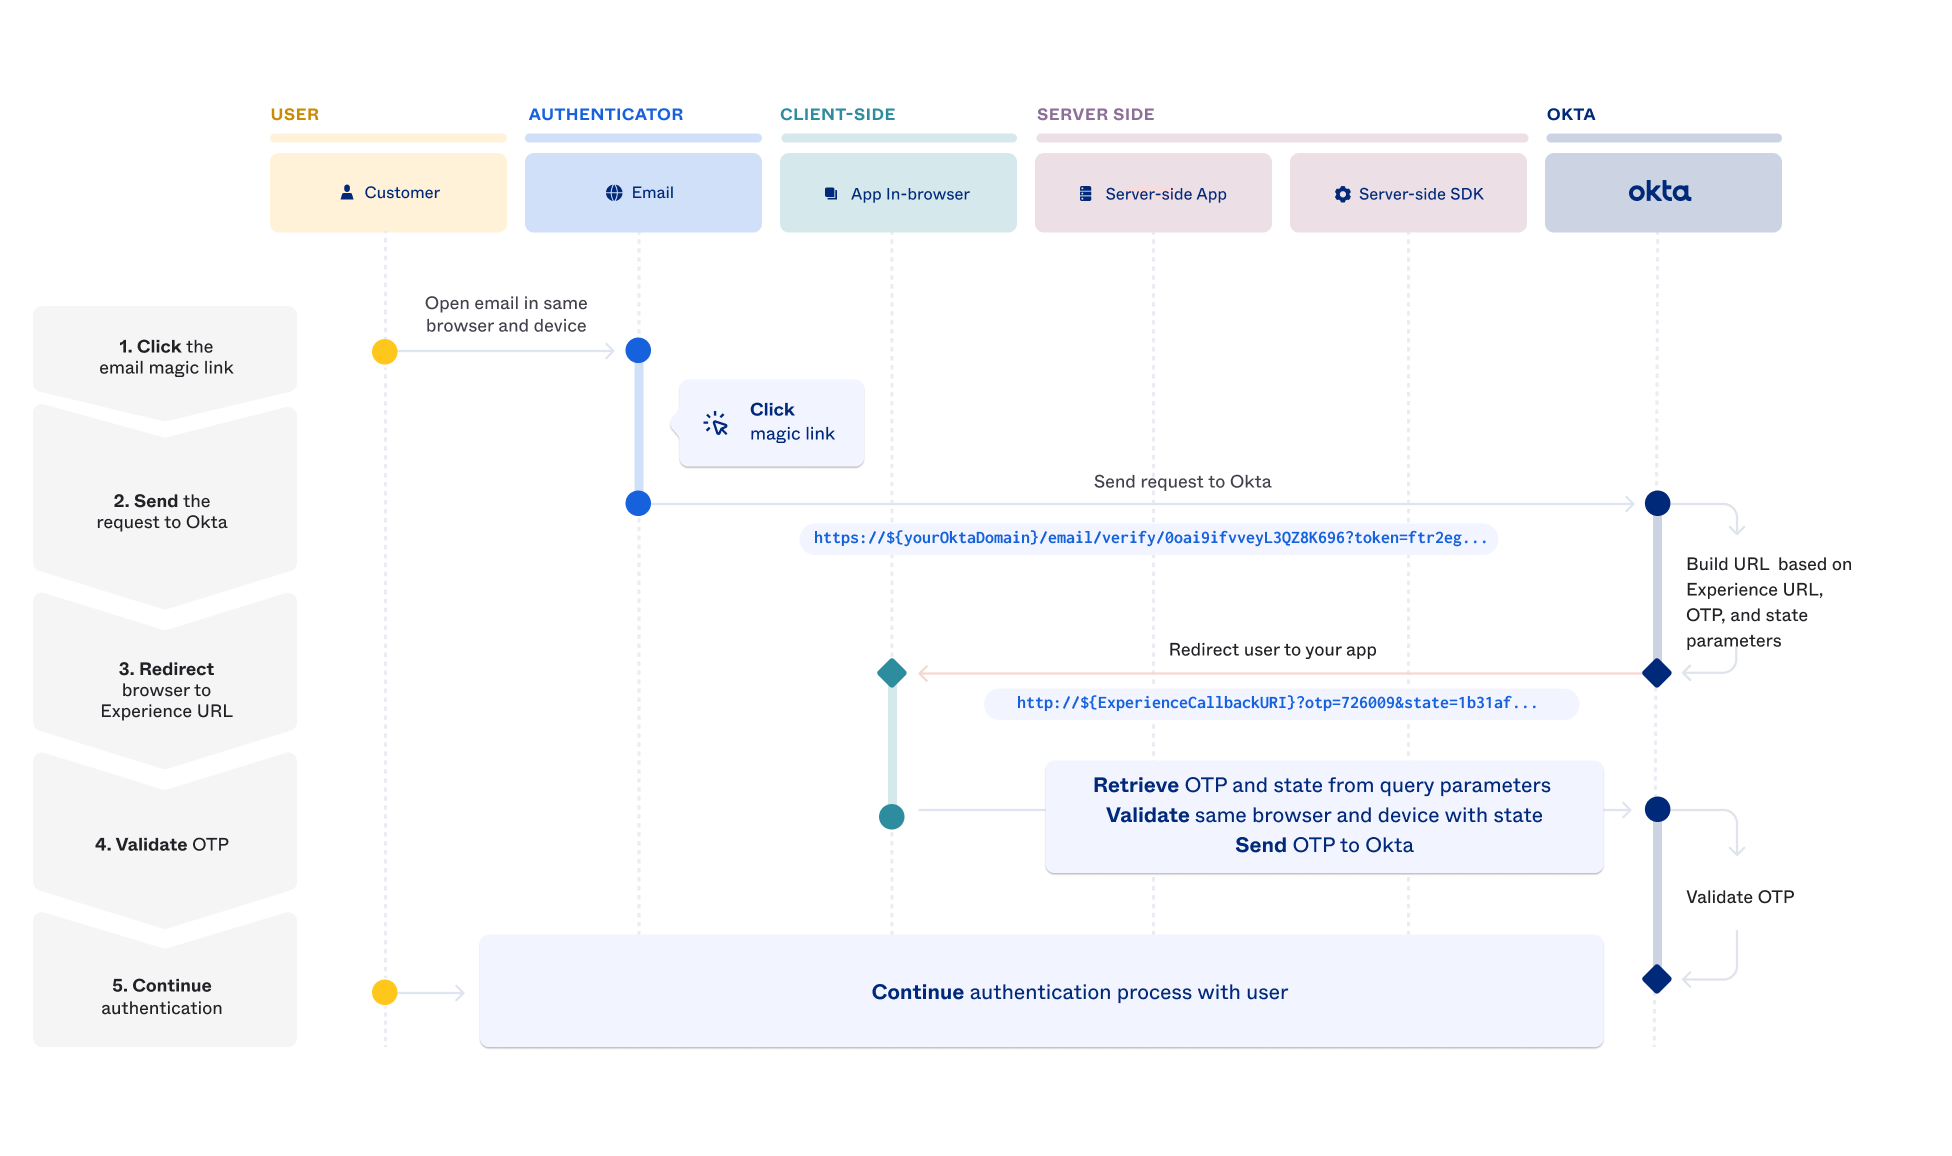 USER
AUTHENTICATOR
CLIENT-SIDE
SERVER SIDE
OKTA
Customer
Email
App In-browser
Server-side App
Server-side SDK
okta
1. Click the
email magic link
Open email in same
browser and device
Click
magic link
2. Send the
request to Okta
Send request to Okta
https://${yourOktaDomain}/email/verify/0oai9ifvveyL3QZ8K696?token=ftr2eg...
Build URL  based on
Experience URL,
OTP, and state
parameters
3. Redirect
browser to
Experience URL
Redirect user to your app
http://${ExperienceCallbackURI}?otp=726009&state=1b31af...
4. Validate OTP
Retrieve OTP and state from query parameters
Validate same browser and device with state
Send OTP to Okta
Validate OTP
5. Continue
authentication
Continue authentication process with user